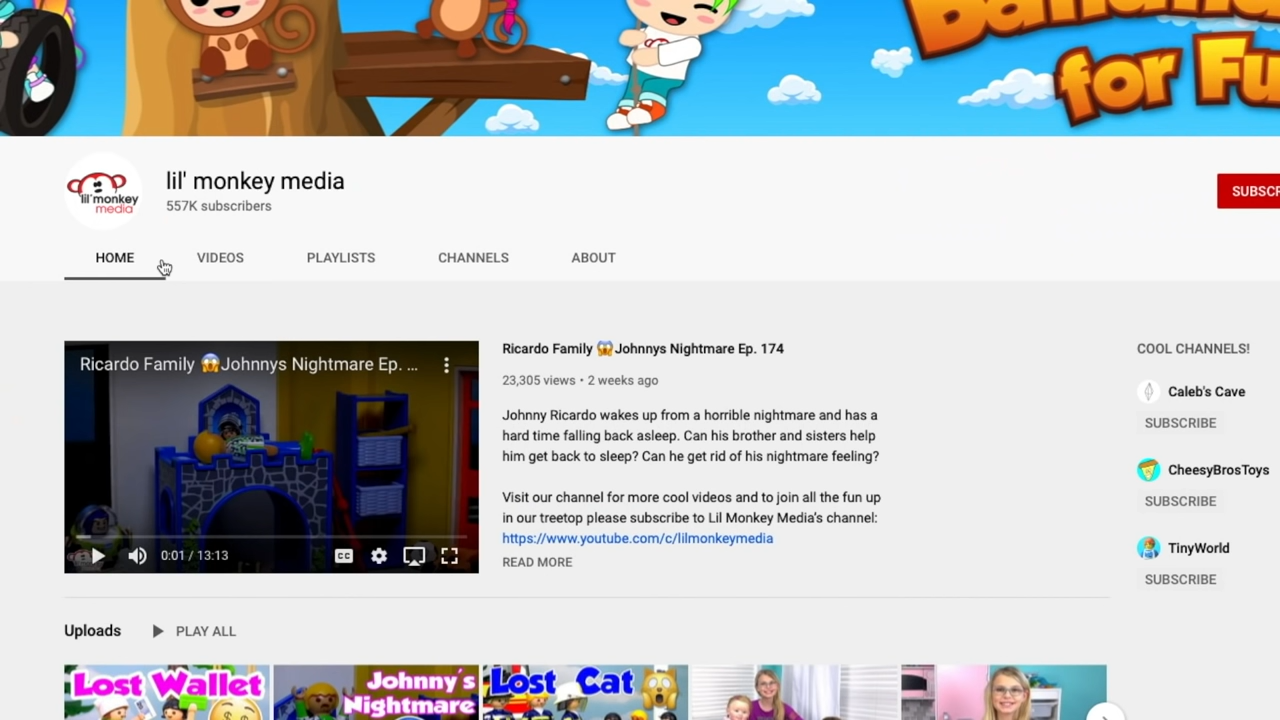 for Fu
lil' monkey
media
lil' monkey media
557K subscribers
SUBSCR
HOME
VIDEOS
PLAYLISTS
CHANNELS
ABOUT
Ricardo Family 😱Johnnys Nightmare Ep. ...
0:01 / 13:13
CC
Ricardo Family 😱Johnnys Nightmare Ep. 174
23,305 views • 2 weeks ago
Johnny Ricardo wakes up from a horrible nightmare and has a
hard time falling back asleep. Can his brother and sisters help
him get back to sleep? Can he get rid of his nightmare feeling?
Visit our channel for more cool videos and to join all the fun up
in our treetop please subscribe to Lil Monkey Media's channel:
https://www.youtube.com/c/lilmonkeymedia
READ MORE
COOL CHANNELS!
Caleb's Cave
SUBSCRIBE
CheesyBrosToys
SUBSCRIBE
TinyWorld
SUBSCRIBE
Uploads
PLAY ALL
Lost Wallet
Johnny's
Nightmare
Lost Cat